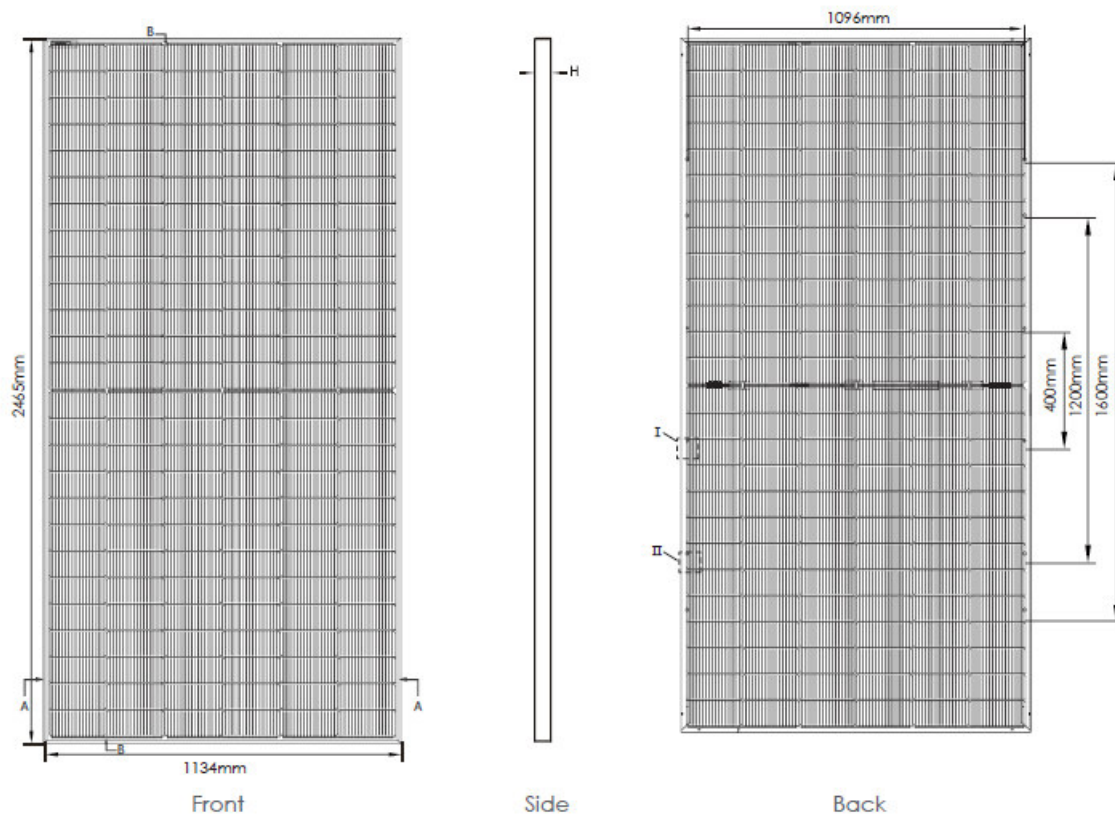 B
2465mm
A
A
B
1134mm
Front
H
Side
1096mm
400mm
1200mm
1600mm
I
II
Back